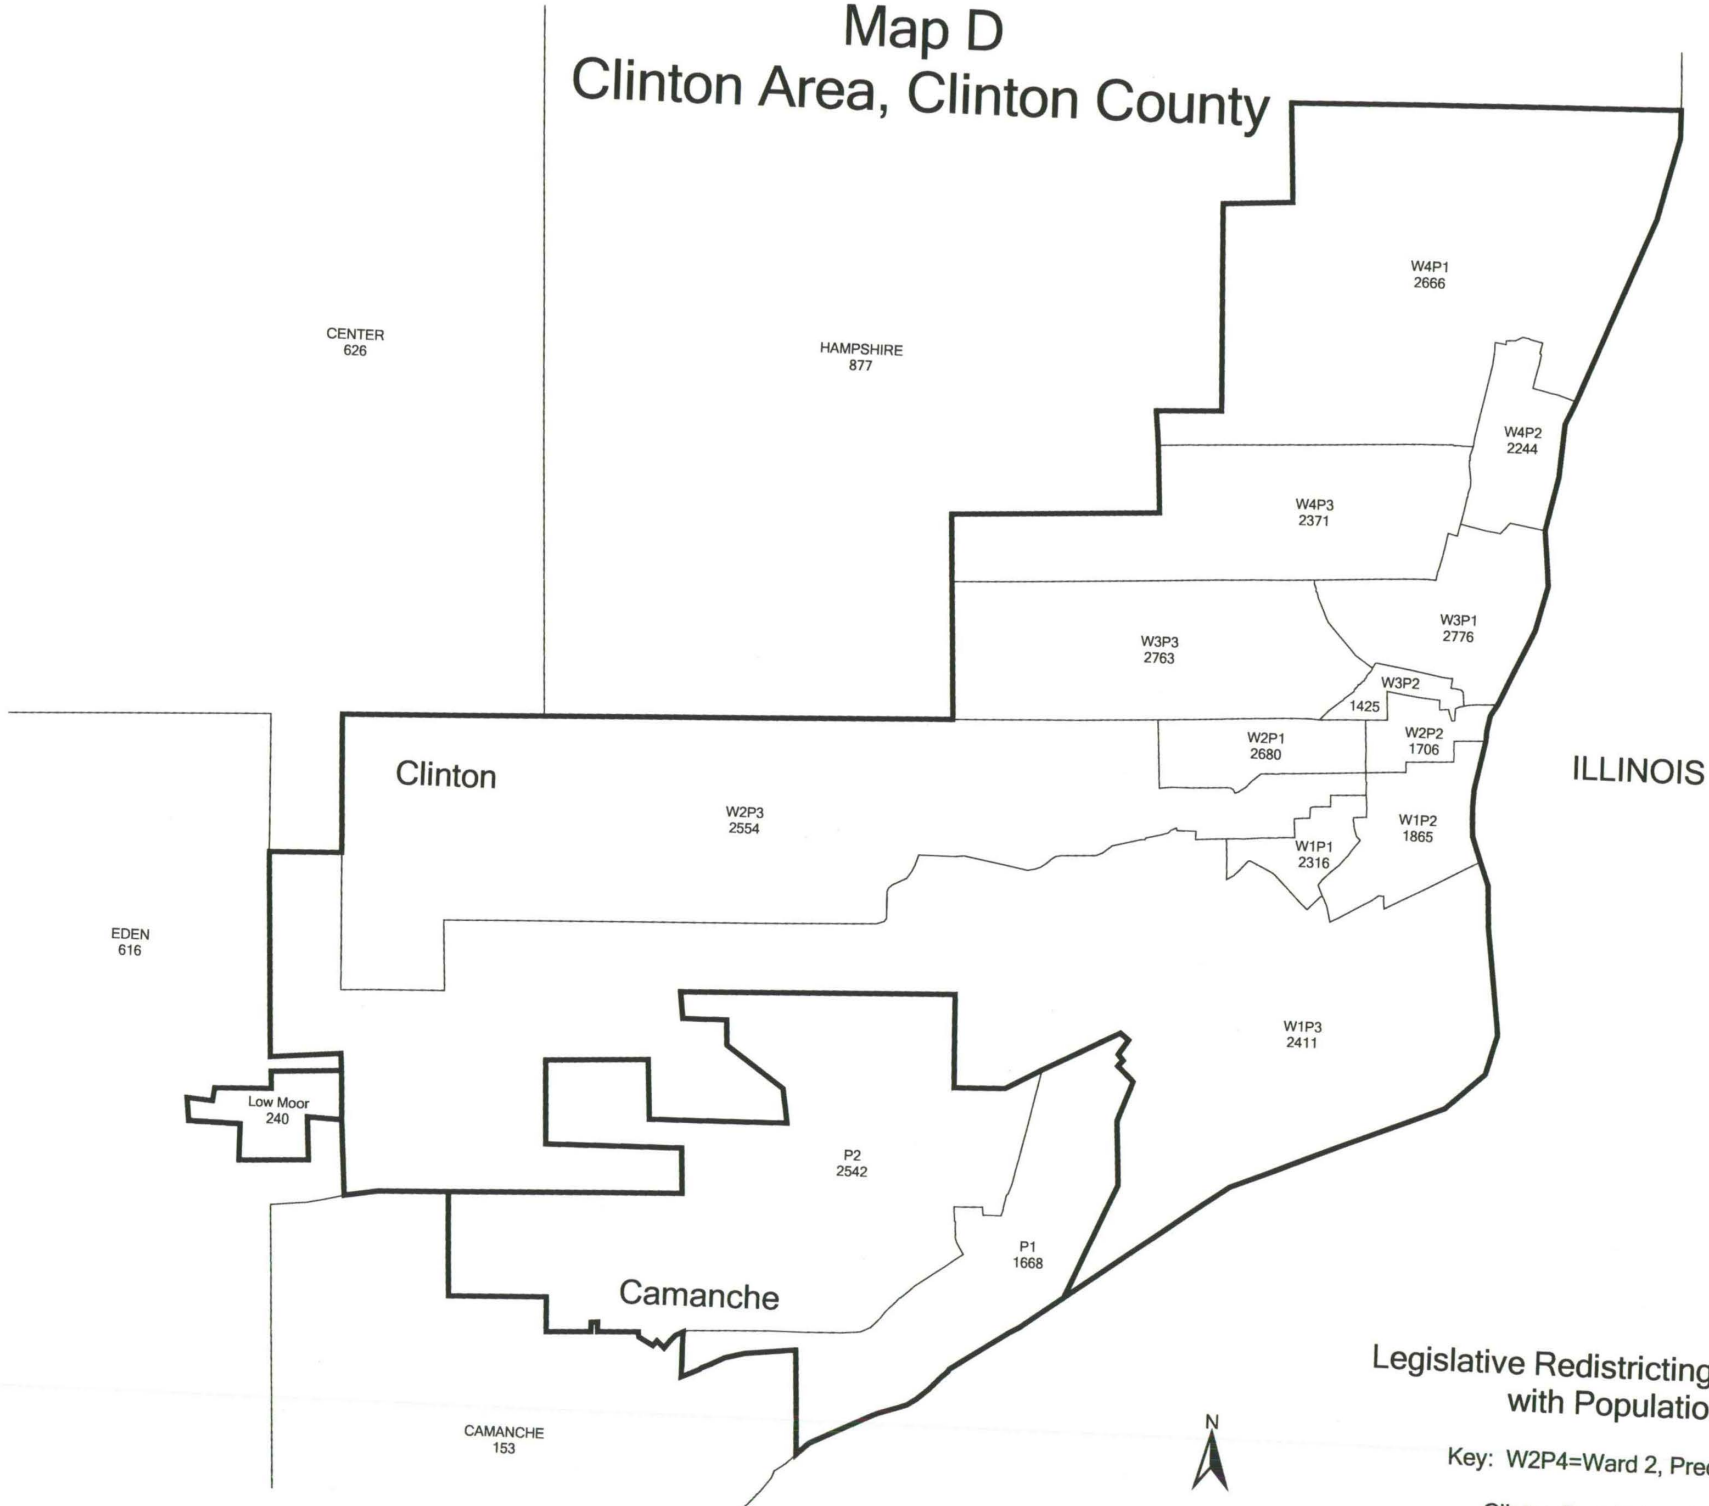 Map D
Clinton Area, Clinton County
W4P1
2666
CENTER
626
HAMPSHIRE
877
W4P2
2244
W4P3
2371
W3P1
2776
W3P3
2763
W3P2
1425
W2P1
2680
W2P2
1706
ILLINOIS
Clinton
W2P3
2554
W1P2
1865
W1P1
2316
EDEN
616
W1P3
2411
Low Moor
240
P2
2542
P1
1668
Camanche
Legislative Redistricting
with Populatio
N
CAMANCHE
153
Key: W2P4=Ward 2, Prec